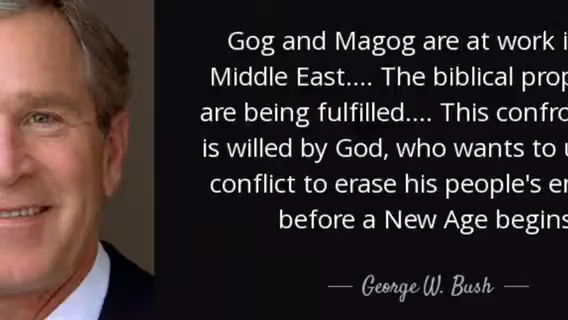 Gog and Magog are at work i
Middle East.... The biblical prop
are being fulfilled.... This confro
is willed by God, who wants to u
conflict to erase his people's en
before a New Age begins
— George W. Bush —